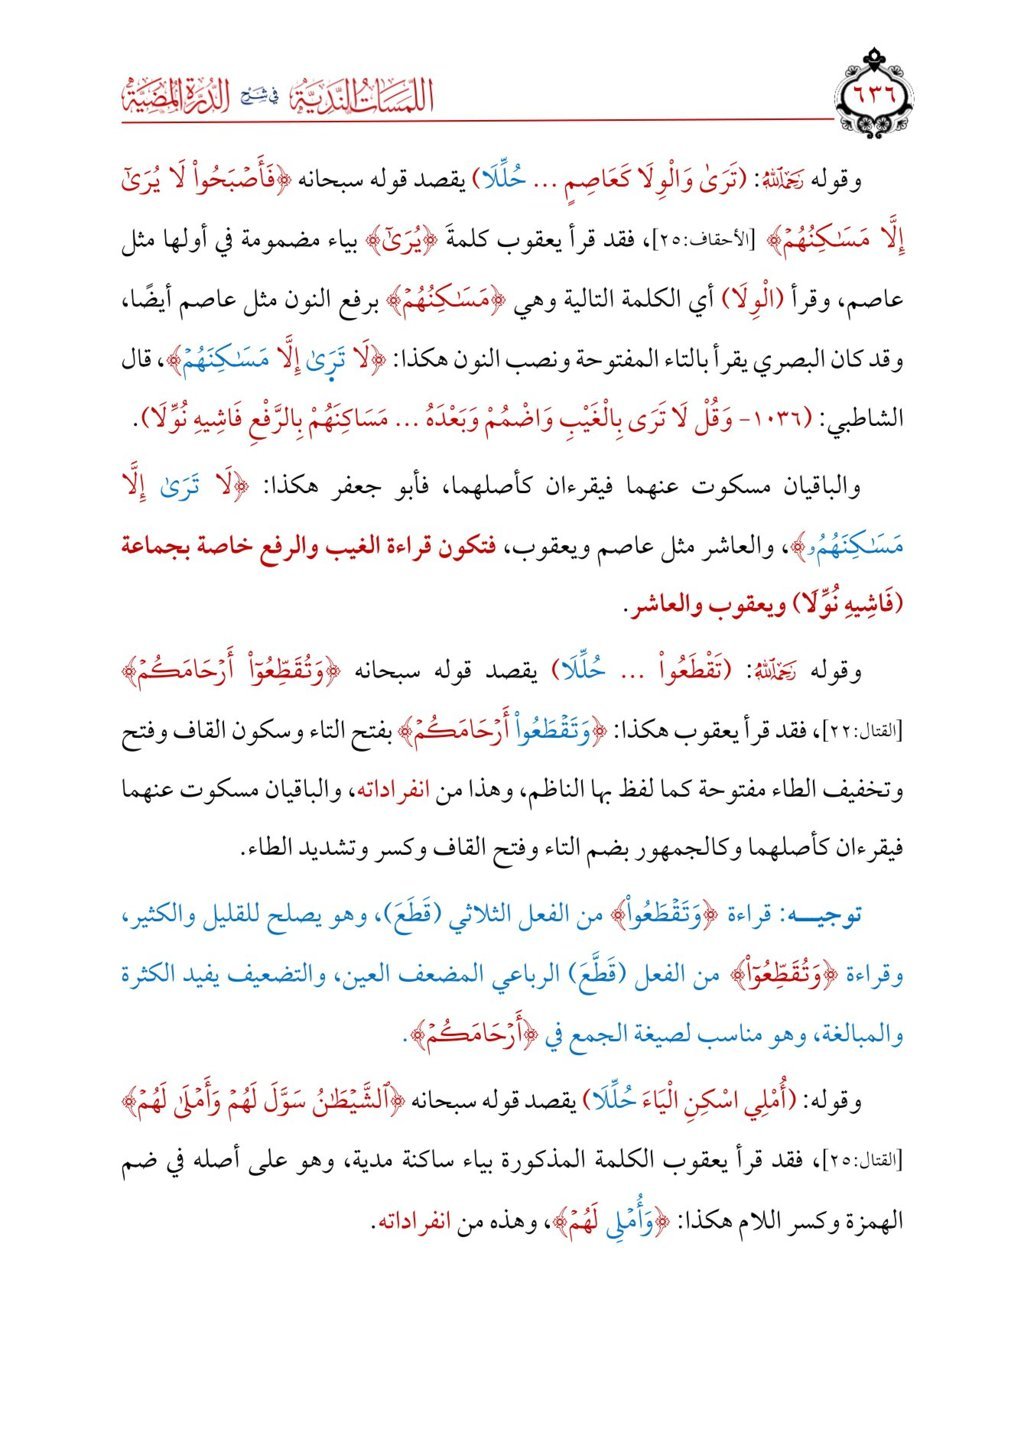 ٦٣٦
اللمسات الندية في شرح الدرة المضية
وقوله رَحِمَهُ ٱللَّهُ: (تَرَىٰ وَالْوِلَا كَعَاصِمٍ ... حُلِّلَا) يقصد قوله سبحانه ﴿فَأَصۡبَحُواْ لَا يُرَىٰٓ
إِلَّا مَسَٰكِنُهُمۡ﴾ [الأحقاف:٢٥]، فقد قرأ يعقوب كلمةَ ﴿يُرَىٰٓ﴾ بياء مضمومة في أولها مثل
عاصم، وقرأ (الْوِلَا) أي الكلمة التالية وهي ﴿مَسَٰكِنُهُمۡ﴾ برفع النون مثل عاصم أيضًا،
وقد كان البصري يقرأ بالتاء المفتوحة ونصب النون هكذا: ﴿لَا تَرَىٰ إِلَّا مَسَٰكِنَهُمۡ﴾، قال
الشاطبي: (١٠٣٦- وَقُلْ لَا تَرَى بِالْغَيْبِ وَاضْمُمْ وَبَعْدَهُ ... مَسَاكِنَهُمْ بِالرَّفْعِ فَاشِيهِ نُوِّلَا).
والباقيان مسكوت عنهما فيقرءان كأصلهما، فأبو جعفر هكذا: ﴿لَا تَرَىٰ إِلَّا
مَسَٰكِنَهُمُۥ﴾، والعاشر مثل عاصم ويعقوب، فتكون قراءة الغيب والرفع خاصة بجماعة
(فَاشِيهِ نُوِّلَا) ويعقوب والعاشر.
وقوله رَحِمَهُ ٱللَّهُ: (تَقْطَعُواْ ... حُلِّلَا) يقصد قوله سبحانه ﴿وَتُقَطِّعُوٓاْ أَرۡحَامَكُمۡ﴾
[القتال:٢٢]، فقد قرأ يعقوب هكذا: ﴿وَتَقۡطَعُواْ أَرۡحَامَكُمۡ﴾ بفتح التاء وسكون القاف وفتح
وتخفيف الطاء مفتوحة كما لفظ بها الناظم، وهذا من انفراداته، والباقيان مسكوت عنهما
فيقرءان كأصلهما وكالجمهور بضم التاء وفتح القاف وكسر وتشديد الطاء.
توجيـــه: قراءة ﴿وَتَقۡطَعُواْ﴾ من الفعل الثلاثي (قَطَعَ)، وهو يصلح للقليل والكثير،
وقراءة ﴿وَتُقَطِّعُوٓاْ﴾ من الفعل (قَطَّعَ) الرباعي المضعف العين، والتضعيف يفيد الكثرة
والمبالغة، وهو مناسب لصيغة الجمع في ﴿أَرۡحَامَكُمۡ﴾.
وقوله: (أُمْلِي اسْكِنِ الْيَاءَ حُلِّلَا) يقصد قوله سبحانه ﴿ٱلشَّيۡطَٰنُ سَوَّلَ لَهُمۡ وَأَمۡلَىٰ لَهُمۡ﴾
[القتال:٢٥]، فقد قرأ يعقوب الكلمة المذكورة بياء ساكنة مدية، وهو على أصله في ضم
الهمزة وكسر اللام هكذا: ﴿وَأُمۡلِي لَهُمۡ﴾، وهذه من انفراداته.